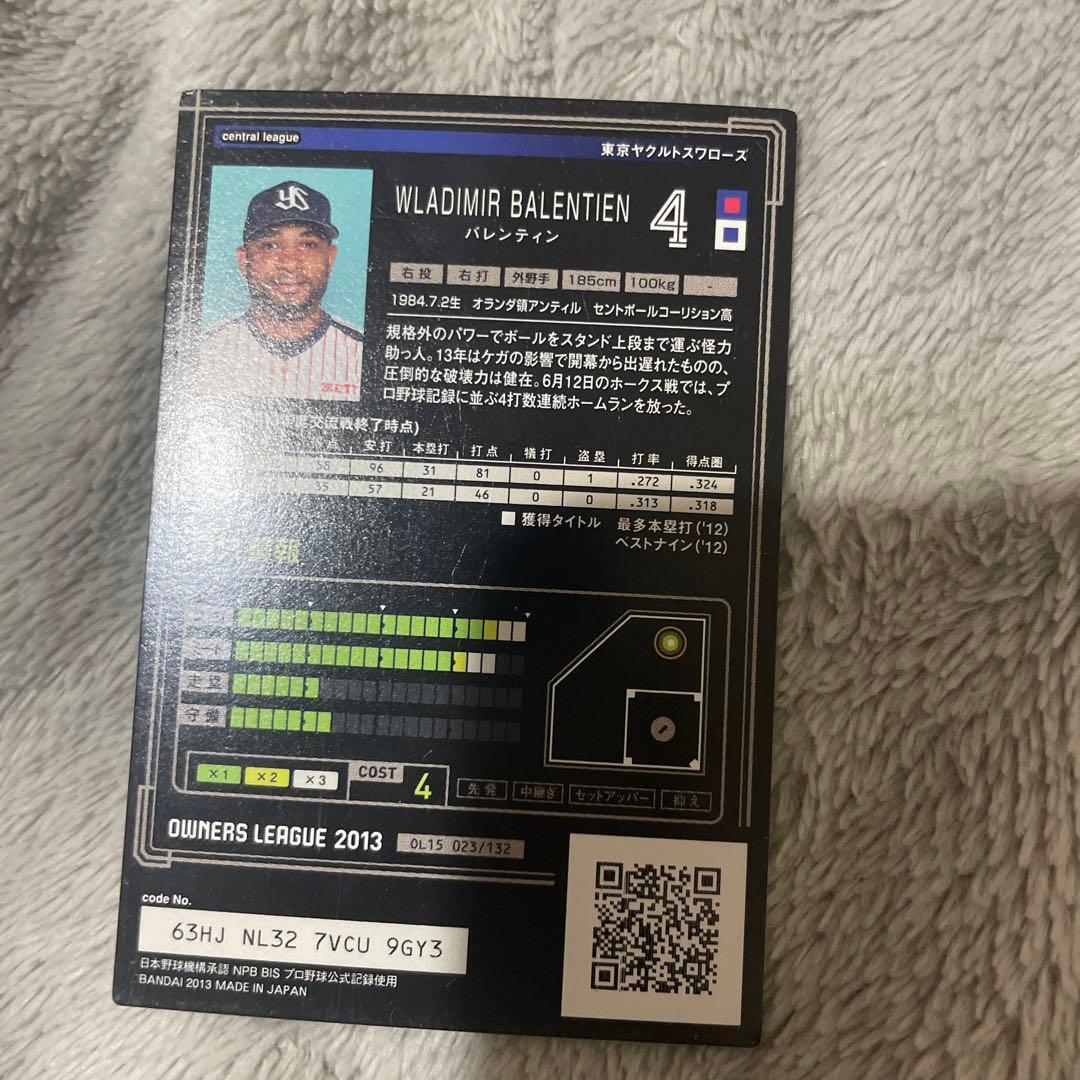 central league
東京ヤクルトスワローズ
WLADIMIR BALENTIEN 4
バレンティン
右投 右打 外野手 185cm 100kg -
1984.7.2生 オランダ領アンティル セントポールコーリション高
規格外のパワーでボールをスタンド上段まで運ぶ怪力
助っ人。13年はケガの影響で開幕から出遅れたものの、
圧倒的な破壊力は健在。6月12日のホークス戦では、プ
ロ野球記録に並ぶ4打数連続ホームランを放った。
交流戦終了時点)
安打 本塁打 打点 犠打 盗塁 打率 得点圏
58 96 31 81 0 1 .272 .324
57 21 46 0 0 .313 .318
獲得タイトル 最多本塁打('12)
ベストナイン('12)
走塁
守備
×1 ×2 ×3 COST 4 先発 中継ぎ セットアッパー 抑え
OWNERS LEAGUE 2013 OL15 023/132
code No.
63HJ NL32 7VCU 9GY3
日本野球機構承認 NPB BIS プロ野球公式記録使用
BANDAI 2013 MADE IN JAPAN